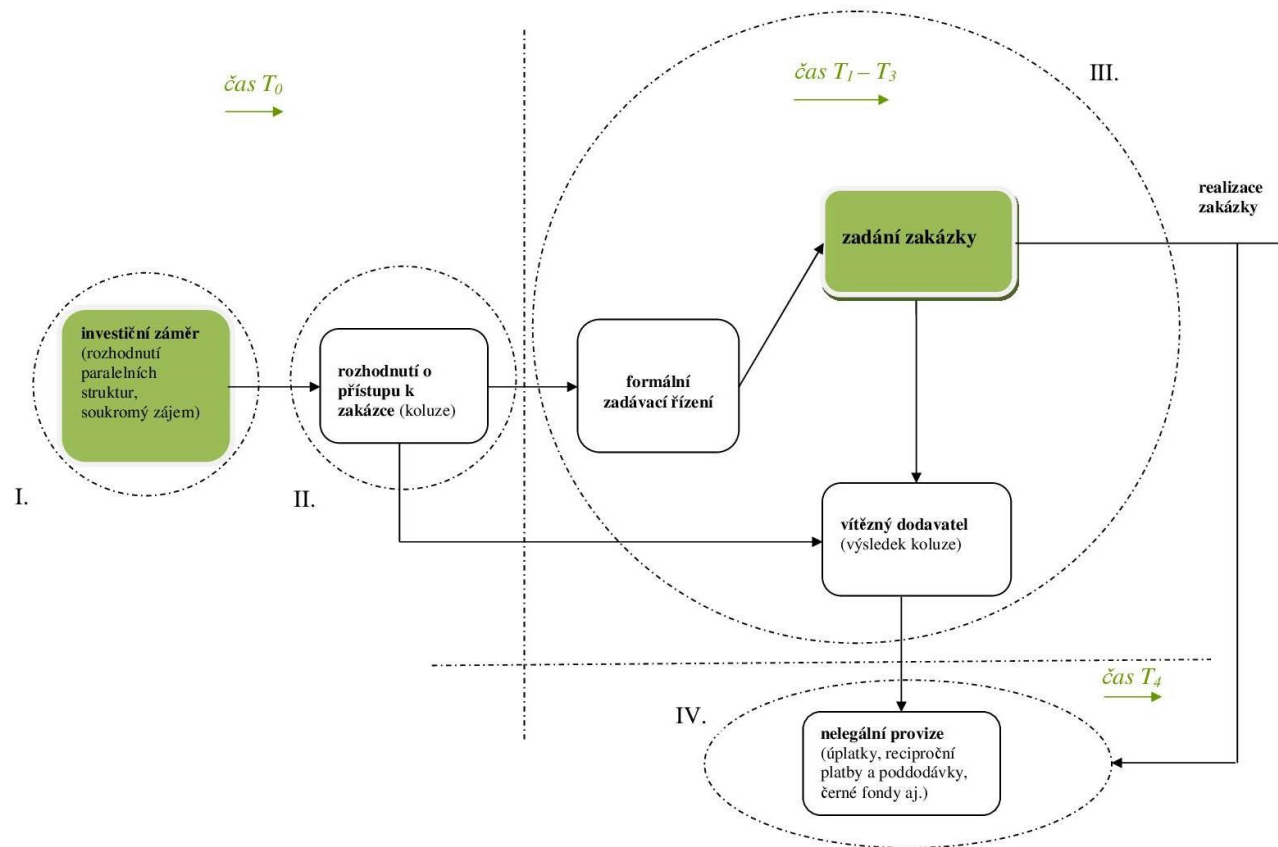 čas T0
čas T1 – T3
III.
realizace
zakázky
zadání zakázky
investiční záměr
(rozhodnutí
paralelních
struktur,
soukromý zájem)
rozhodnutí o
přístupu k
zakázce (koluze)
formální
zadávací řízení
I.
II.
vítězný dodavatel
(výsledek koluze)
čas T4
IV.
nelegální provize
(úplatky, reciproční
platby a poddodávky,
černé fondy aj.)